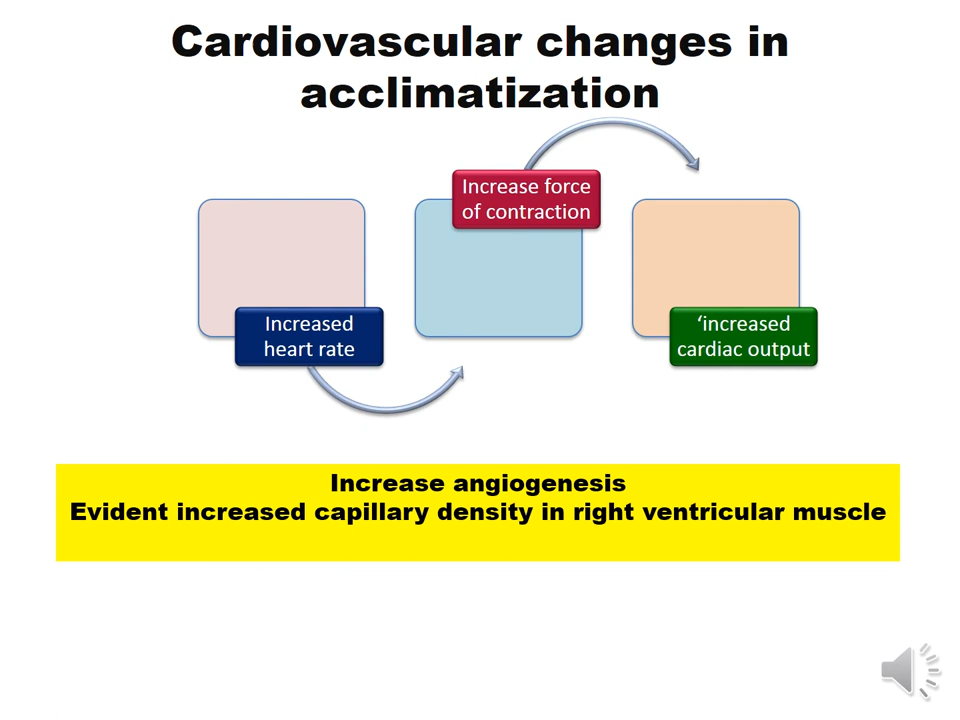 Cardiovascular changes in
acclimatization
Increase force
of contraction
Increased
heart rate
‘increased
cardiac output
Increase angiogenesis
Evident increased capillary density in right ventricular muscle